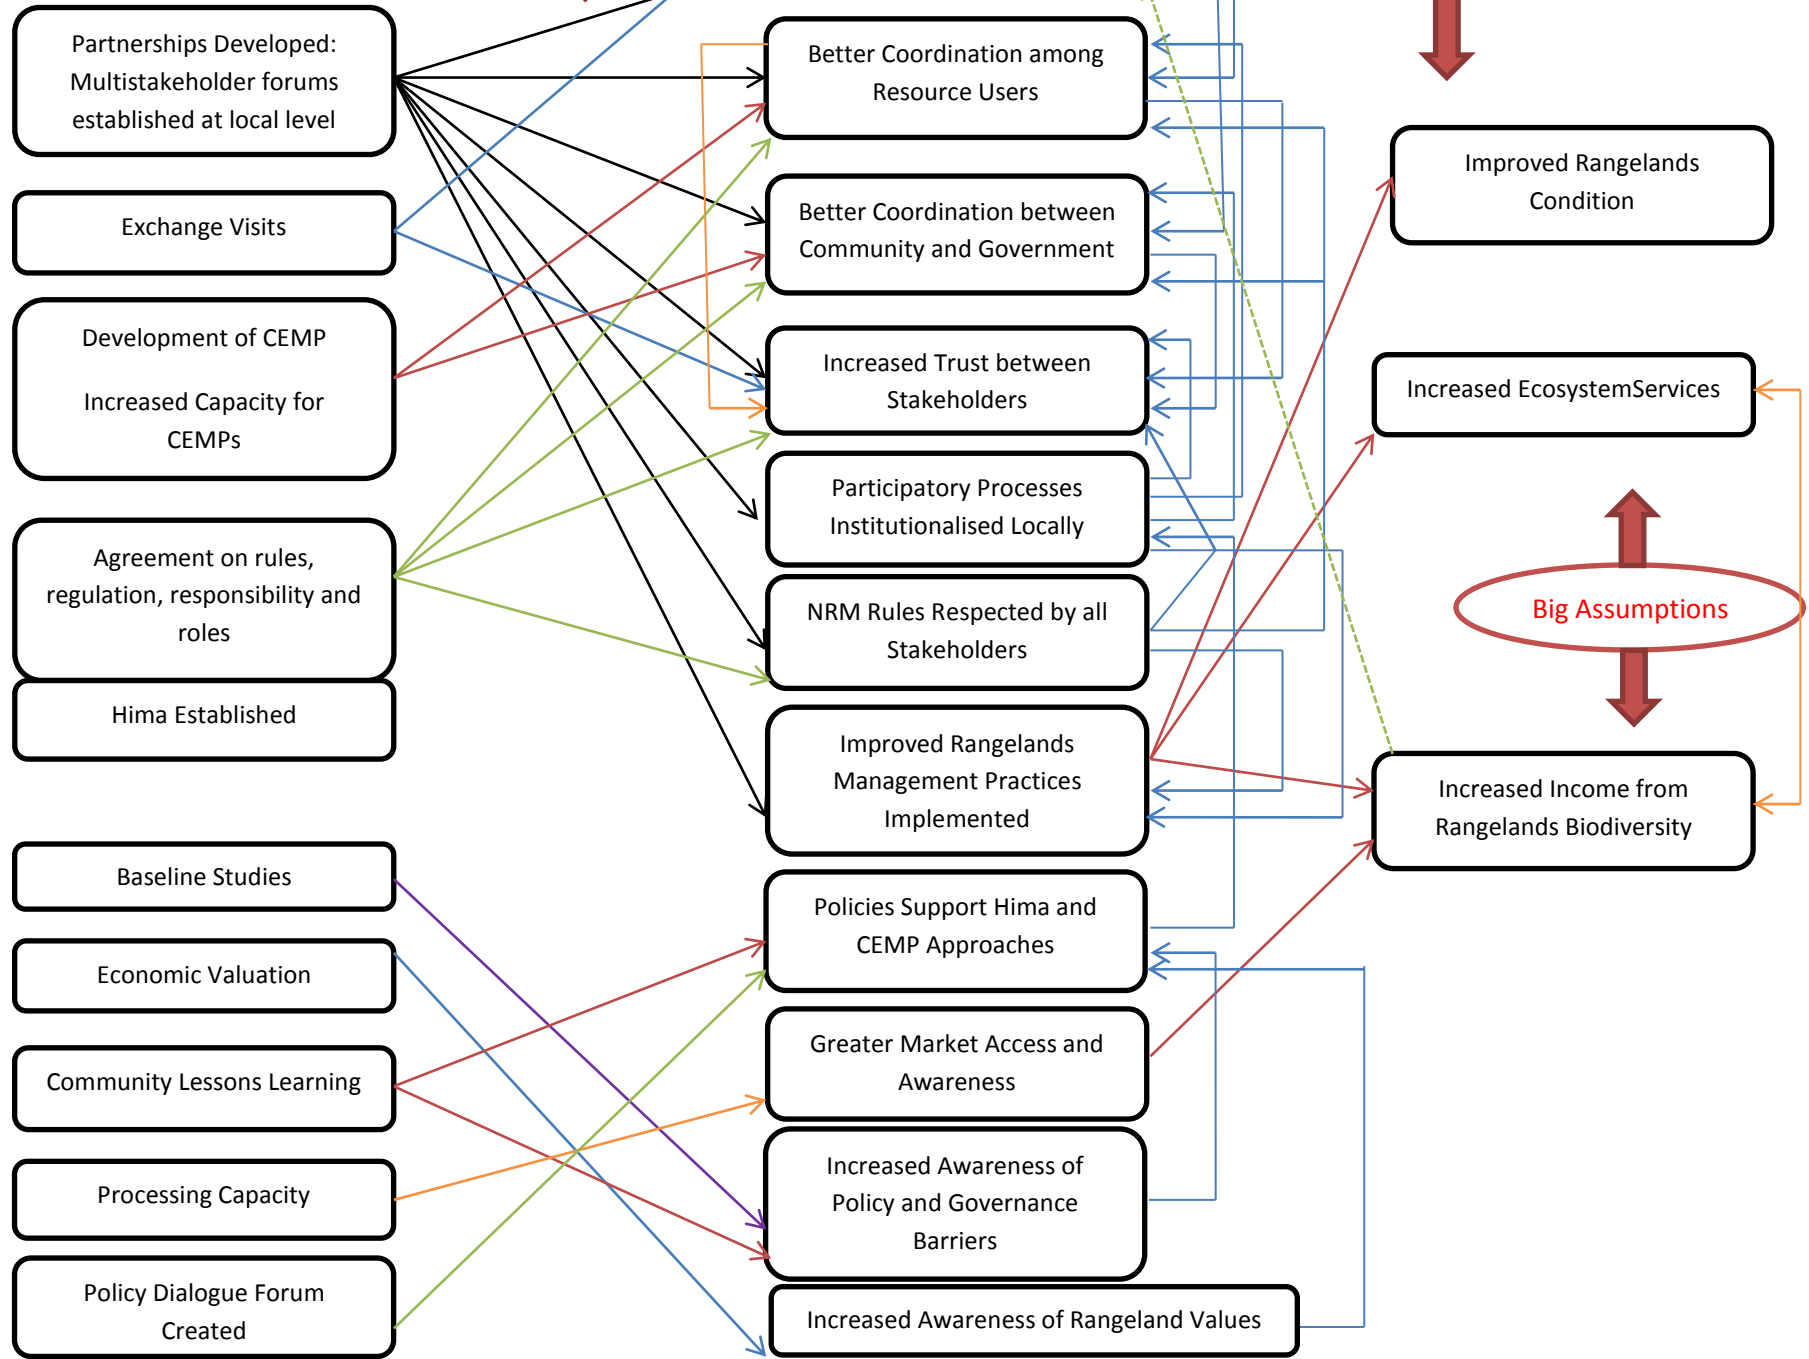 Partnerships Developed:
Multistakeholder forums
established at local level
Exchange Visits
Development of CEMP
Increased Capacity for
CEMPs
Agreement on rules,
regulation, responsibility and
roles
Hima Established
Baseline Studies
Economic Valuation
Community Lessons Learning
Processing Capacity
Policy Dialogue Forum
Created
Better Coordination among
Resource Users
Better Coordination between
Community and Government
Increased Trust between
Stakeholders
Participatory Processes
Institutionalised Locally
NRM Rules Respected by all
Stakeholders
Improved Rangelands
Management Practices
Implemented
Policies Support Hima and
CEMP Approaches
Greater Market Access and
Awareness
Increased Awareness of
Policy and Governance
Barriers
Increased Awareness of Rangeland Values
Improved Rangelands
Condition
Increased EcosystemServices
Big Assumptions
Increased Income from
Rangelands Biodiversity